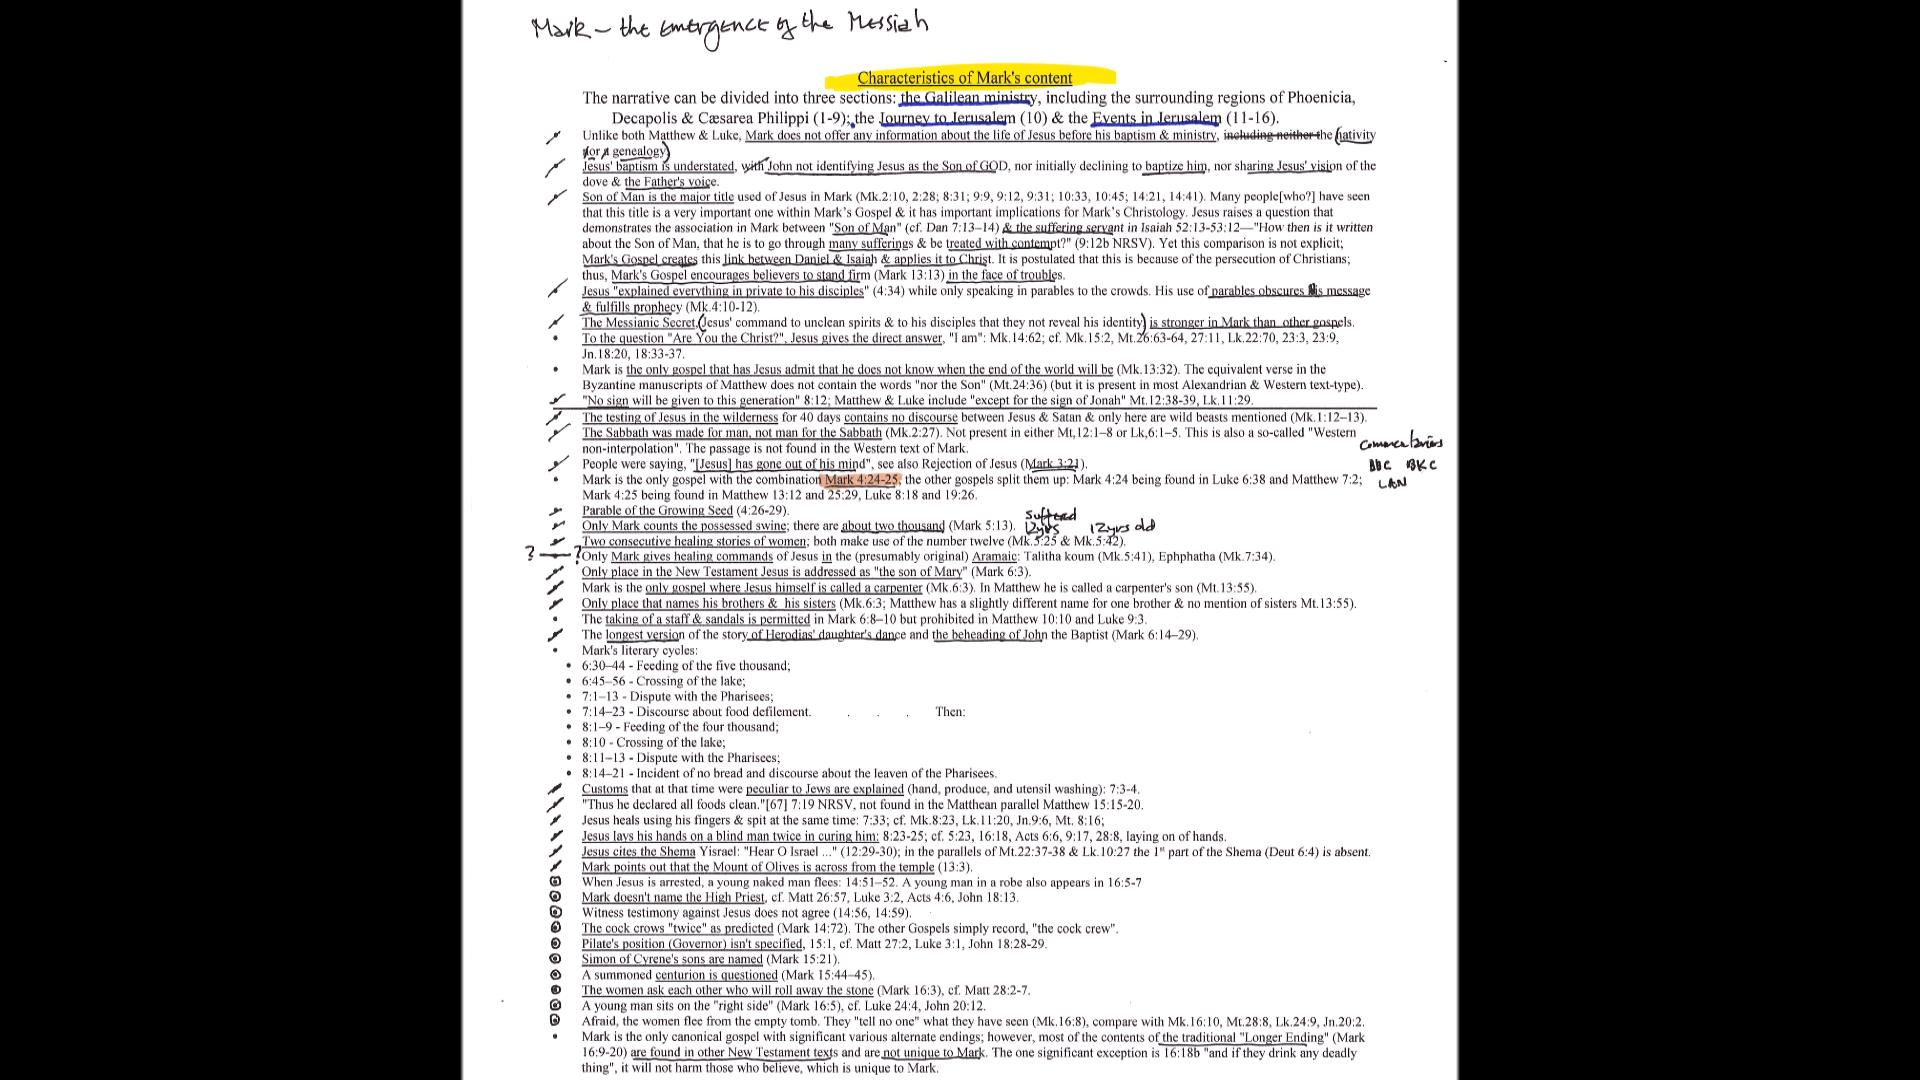 Mark – the emergence of the Messiah
Characteristics of Mark's content
The narrative can be divided into three sections: the Galilean ministry, including the surrounding regions of Phoenicia,
Decapolis & Cæsarea Philippi (1-9); the Journey to Jerusalem (10) & the Events in Jerusalem (11-16).
Unlike both Matthew & Luke, Mark does not offer any information about the life of Jesus before his baptism & ministry, including neither the (nativity
/or a genealogy)
Jesus' baptism is understated, with John not identifying Jesus as the Son of GOD, nor initially declining to baptize him, nor sharing Jesus' vision of the
dove & the Father's voice.
Son of Man is the major title used of Jesus in Mark (Mk.2:10, 2:28; 8:31; 9:9, 9:12, 9:31; 10:33, 10:45; 14:21, 14:41). Many people[who?] have seen
that this title is a very important one within Mark's Gospel & it has important implications for Mark's Christology. Jesus raises a question that
demonstrates the association in Mark between "Son of Man" (cf. Dan 7:13–14) & the suffering servant in Isaiah 52:13-53:12—"How then is it written
about the Son of Man, that he is to go through many sufferings & be treated with contempt?" (9:12b NRSV). Yet this comparison is not explicit;
Mark's Gospel creates this link between Daniel & Isaiah & applies it to Christ. It is postulated that this is because of the persecution of Christians;
thus, Mark's Gospel encourages believers to stand firm (Mark 13:13) in the face of troubles.
Jesus "explained everything in private to his disciples" (4:34) while only speaking in parables to the crowds. His use of parables obscures His message
& fulfills prophecy (Mk.4:10-12).
The Messianic Secret,(Jesus' command to unclean spirits & to his disciples that they not reveal his identity) is stronger in Mark than other gospels.
• To the question "Are You the Christ?", Jesus gives the direct answer, "I am": Mk.14:62; cf. Mk.15:2, Mt.26:63-64, 27:11, Lk.22:70, 23:3, 23:9,
Jn.18:20, 18:33-37.
• Mark is the only gospel that has Jesus admit that he does not know when the end of the world will be (Mk.13:32). The equivalent verse in the
Byzantine manuscripts of Matthew does not contain the words "nor the Son" (Mt.24:36) (but it is present in most Alexandrian & Western text-type).
"No sign will be given to this generation" 8:12; Matthew & Luke include "except for the sign of Jonah" Mt.12:38-39, Lk.11:29.
The testing of Jesus in the wilderness for 40 days contains no discourse between Jesus & Satan & only here are wild beasts mentioned (Mk.1:12–13).
The Sabbath was made for man, not man for the Sabbath (Mk.2:27). Not present in either Mt,12:1–8 or Lk,6:1–5. This is also a so-called "Western
non-interpolation". The passage is not found in the Western text of Mark.
Commentaries
People were saying, "[Jesus] has gone out of his mind", see also Rejection of Jesus (Mark 3:21).
BBC BKC
• Mark is the only gospel with the combination Mark 4:24-25, the other gospels split them up: Mark 4:24 being found in Luke 6:38 and Matthew 7:2;
Mark 4:25 being found in Matthew 13:12 and 25:29, Luke 8:18 and 19:26.
Parable of the Growing Seed (4:26-29).
suffered
Only Mark counts the possessed swine; there are about two thousand (Mark 5:13). 12yrs 12yrs old
Two consecutive healing stories of women; both make use of the number twelve (Mk.5:25 & Mk.5:42).
? — ? Only Mark gives healing commands of Jesus in the (presumably original) Aramaic: Talitha koum (Mk.5:41), Ephphatha (Mk.7:34).
Only place in the New Testament Jesus is addressed as "the son of Mary" (Mark 6:3).
Mark is the only gospel where Jesus himself is called a carpenter (Mk.6:3). In Matthew he is called a carpenter's son (Mt.13:55).
Only place that names his brothers & his sisters (Mk.6:3; Matthew has a slightly different name for one brother & no mention of sisters Mt.13:55).
• The taking of a staff & sandals is permitted in Mark 6:8–10 but prohibited in Matthew 10:10 and Luke 9:3.
The longest version of the story of Herodias' daughter's dance and the beheading of John the Baptist (Mark 6:14–29).
• Mark's literary cycles:
• 6:30–44 - Feeding of the five thousand;
• 6:45–56 - Crossing of the lake;
• 7:1–13 - Dispute with the Pharisees;
• 7:14–23 - Discourse about food defilement. . . . Then:
• 8:1–9 - Feeding of the four thousand;
• 8:10 - Crossing of the lake;
• 8:11–13 - Dispute with the Pharisees;
• 8:14–21 - Incident of no bread and discourse about the leaven of the Pharisees.
Customs that at that time were peculiar to Jews are explained (hand, produce, and utensil washing): 7:3-4.
"Thus he declared all foods clean."[67] 7:19 NRSV, not found in the Matthean parallel Matthew 15:15-20.
Jesus heals using his fingers & spit at the same time: 7:33; cf. Mk.8:23, Lk.11:20, Jn.9:6, Mt. 8:16;
Jesus lays his hands on a blind man twice in curing him: 8:23-25; cf. 5:23, 16:18, Acts 6:6, 9:17, 28:8, laying on of hands.
Jesus cites the Shema Yisrael: "Hear O Israel ..." (12:29-30); in the parallels of Mt.22:37-38 & Lk.10:27 the 1st part of the Shema (Deut 6:4) is absent.
Mark points out that the Mount of Olives is across from the temple (13:3).
When Jesus is arrested, a young naked man flees: 14:51–52. A young man in a robe also appears in 16:5-7
Mark doesn't name the High Priest, cf. Matt 26:57, Luke 3:2, Acts 4:6, John 18:13.
Witness testimony against Jesus does not agree (14:56, 14:59).
The cock crows "twice" as predicted (Mark 14:72). The other Gospels simply record, "the cock crew".
Pilate's position (Governor) isn't specified, 15:1, cf. Matt 27:2, Luke 3:1, John 18:28-29.
Simon of Cyrene's sons are named (Mark 15:21).
A summoned centurion is questioned (Mark 15:44–45).
The women ask each other who will roll away the stone (Mark 16:3), cf. Matt 28:2-7.
A young man sits on the "right side" (Mark 16:5), cf. Luke 24:4, John 20:12.
Afraid, the women flee from the empty tomb. They "tell no one" what they have seen (Mk.16:8), compare with Mk.16:10, Mt.28:8, Lk.24:9, Jn.20:2.
• Mark is the only canonical gospel with significant various alternate endings; however, most of the contents of the traditional "Longer Ending" (Mark
16:9-20) are found in other New Testament texts and are not unique to Mark. The one significant exception is 16:18b "and if they drink any deadly
thing", it will not harm those who believe, which is unique to Mark.